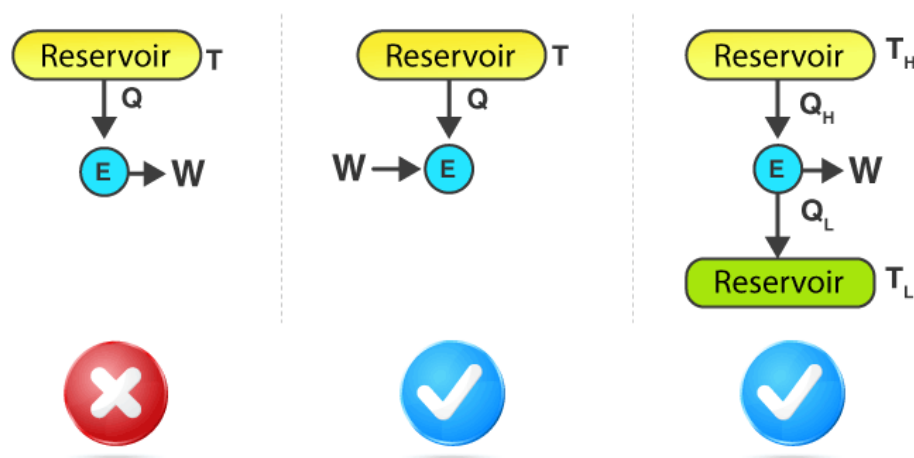 Reservoir T
Q
E W
Reservoir T
Q
W E
Reservoir T_H
Q_H
E W
Q_L
Reservoir T_L